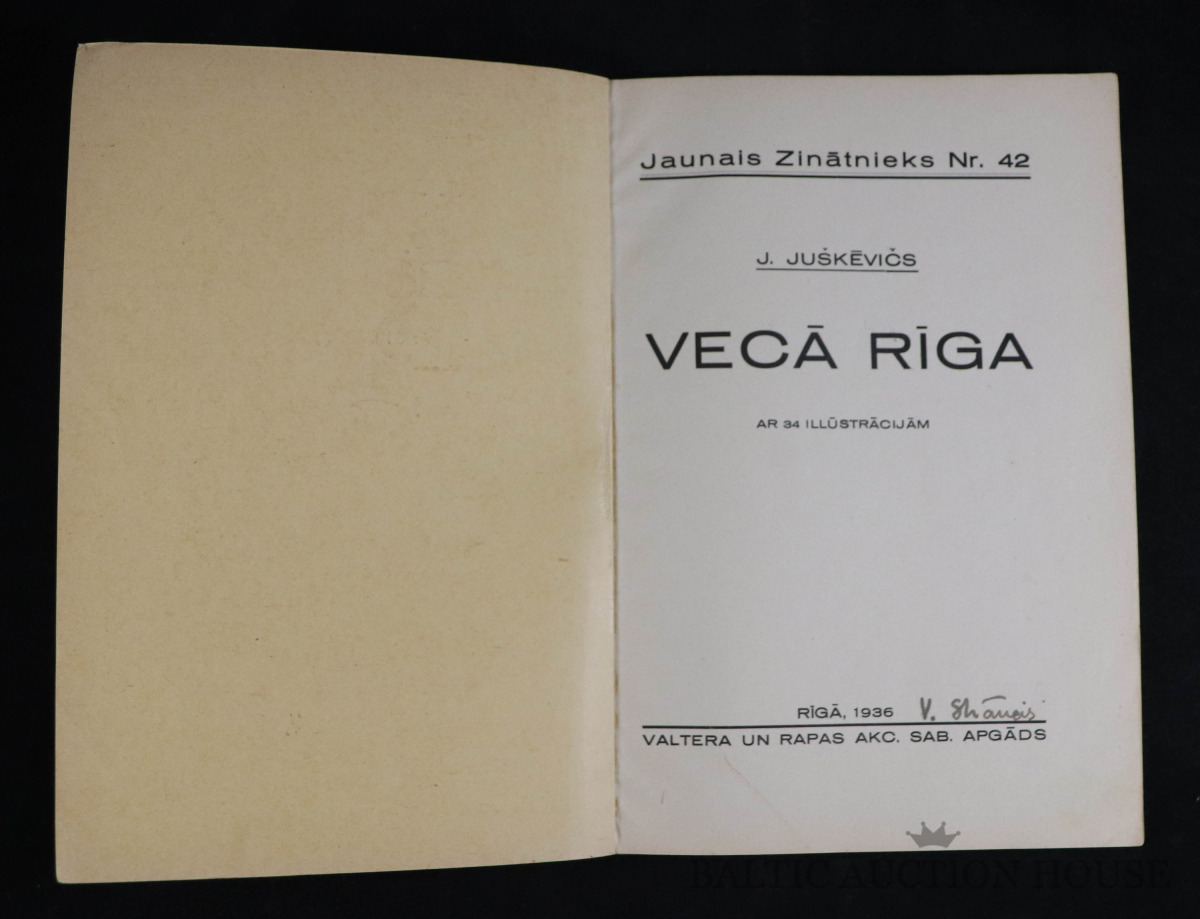 Jaunais Zinātnieks Nr. 42
J. JUŠKĒVIČS
VECĀ RĪGA
AR 34 ILLŪSTRĀCIJĀM
RĪGĀ, 1936 V.
VALTERA UN RAPAS AKC. SAB. APGĀDS
BALTIC AUCTION HOUSE